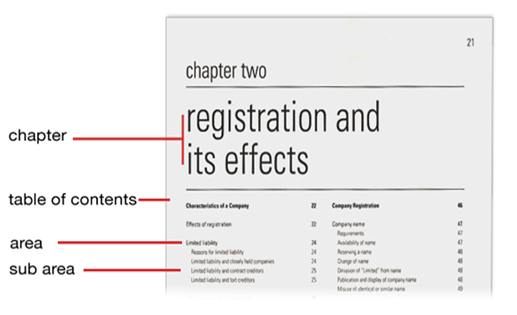 21
chapter two
registration and
its effects
chapter
table of contents
area
sub area
Characteristics of a Company 22
Effects of registration 22
Limited liability 24
Reasons for limited liability 24
Limited liability and closely held companies 24
Limited liability and contract creditors 25
Limited liability and tort creditors 25
Company Registration 46
Company name 47
Requirements 47
Availability of name 47
Reserving a name 48
Change of name 48
Omission of "Limited" from name 48
Publication and display of company name 48
Misuse of identical or similar name 49